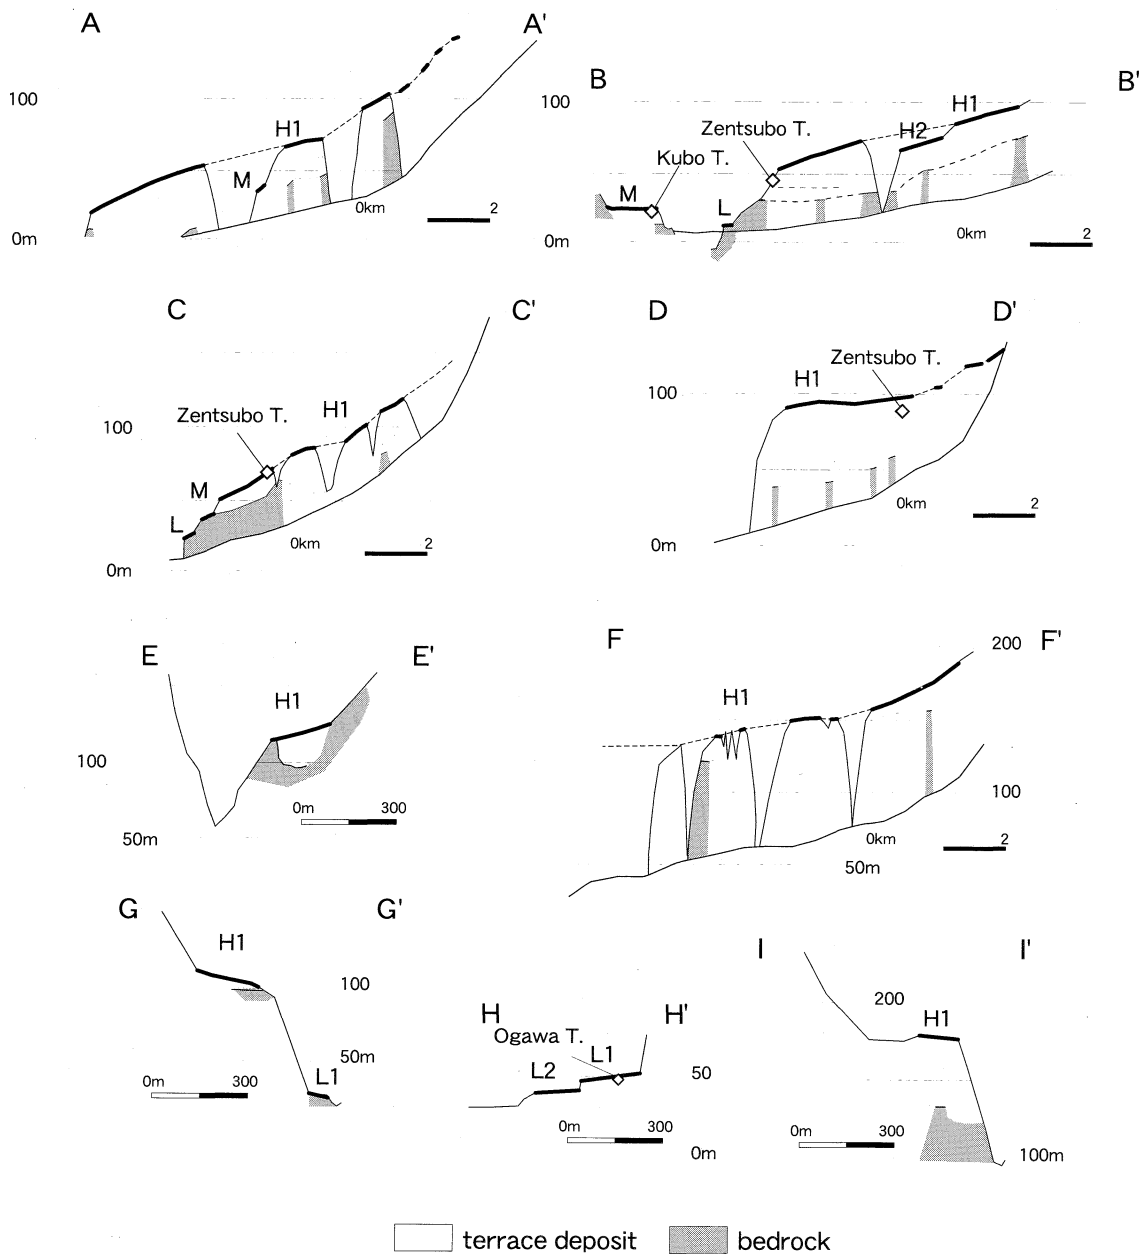 A A'
100
H1
M
0m
0km 2
B B'
100
H1
Zentsubo T. H2
Kubo T.
M
L
0m
0km 2
C C'
Zentsubo T. H1
100
M
L
0km 2
0m
D D'
Zentsubo T.
H1
100
0km 2
0m
E E'
H1
100
0m 300
50m
F F'
200
H1
100
0km 2
50m
G G'
H1
100
50m
0m 300
L1
H H'
Ogawa T.
L2 L1
50
0m 300
0m
I I'
200
H1
0m 300
100m
terrace deposit bedrock